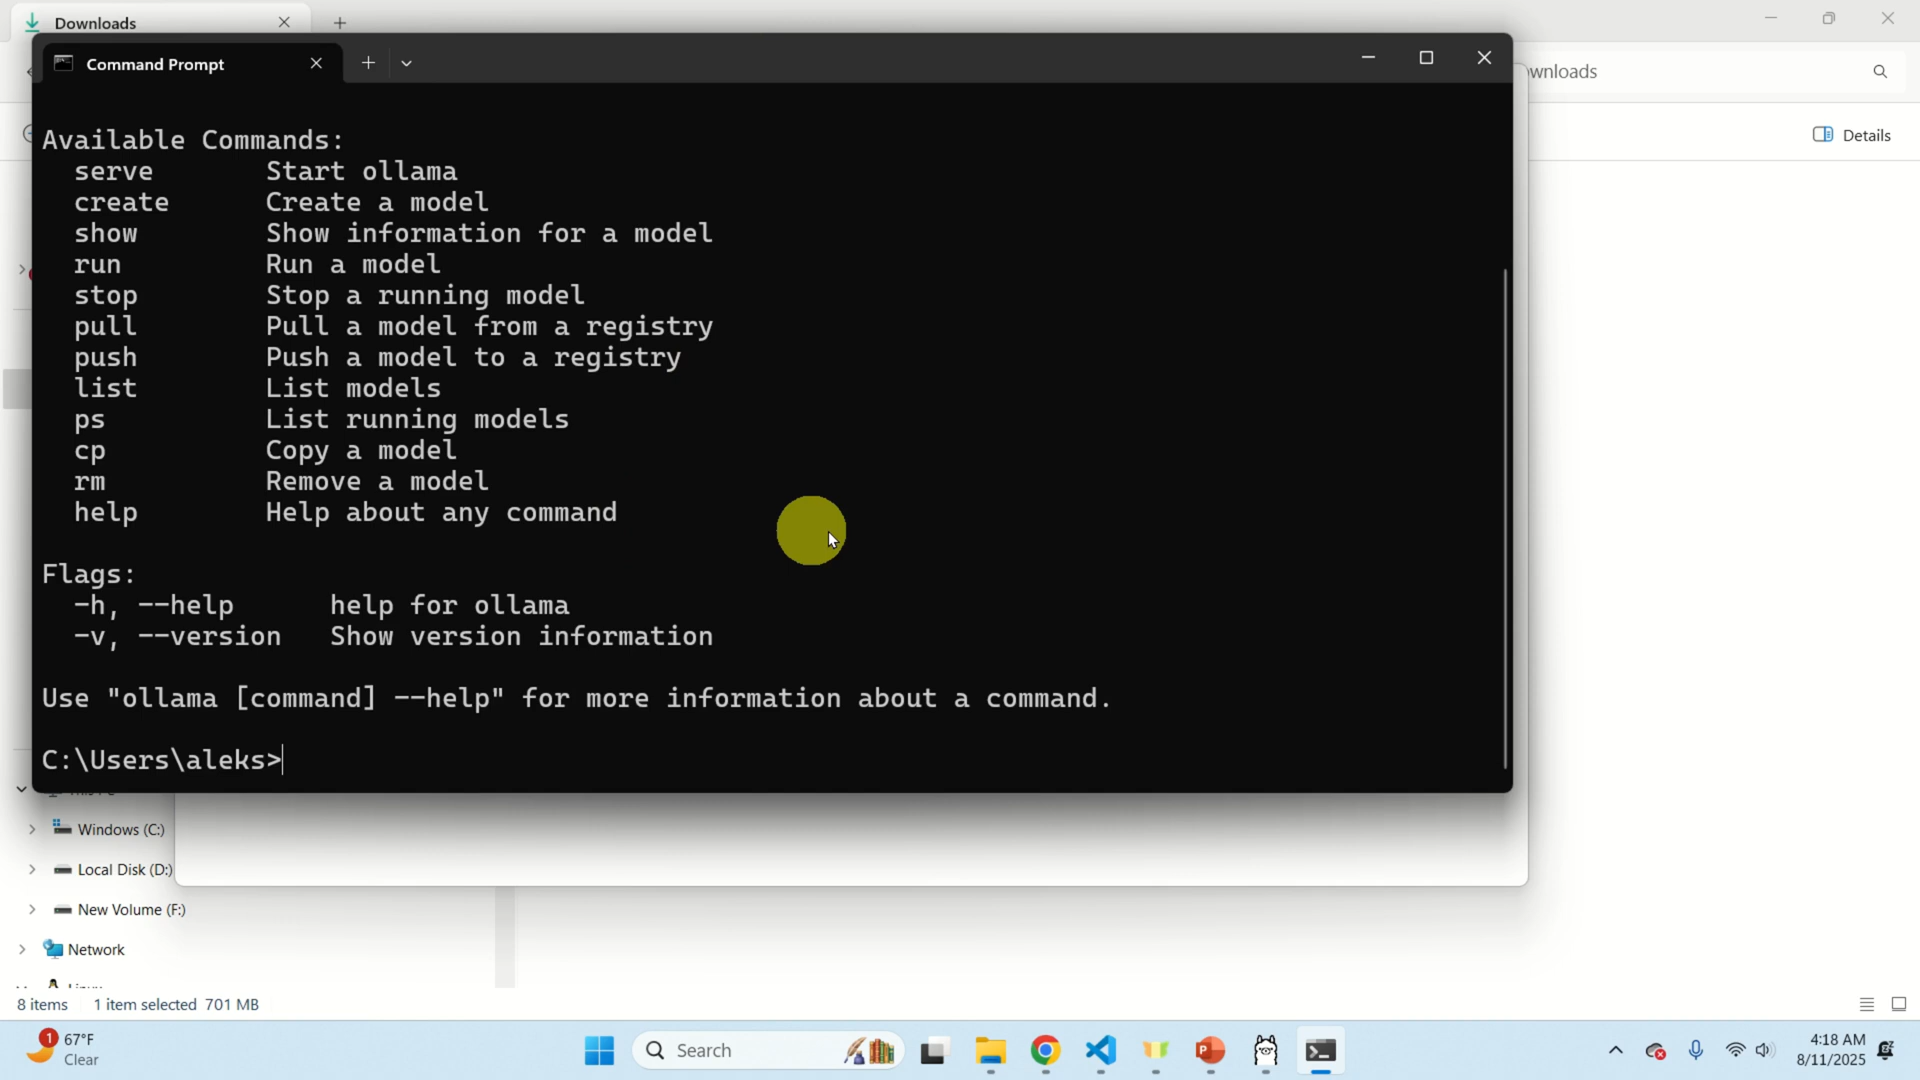 Downloads
Command Prompt
wnloads
Details
Available Commands:
serve Start ollama
create Create a model
show Show information for a model
run Run a model
stop Stop a running model
pull Pull a model from a registry
push Push a model to a registry
list List models
ps List running models
cp Copy a model
rm Remove a model
help Help about any command
Flags:
-h, --help help for ollama
-v, --version Show version information
Use "ollama [command] --help" for more information about a command.
C:\Users\aleks>
Windows (C:)
Local Disk (D:)
New Volume (F:)
Network
8 items 1 item selected 701 MB
1
67°F
Clear
Search
4:18 AM
8/11/2025